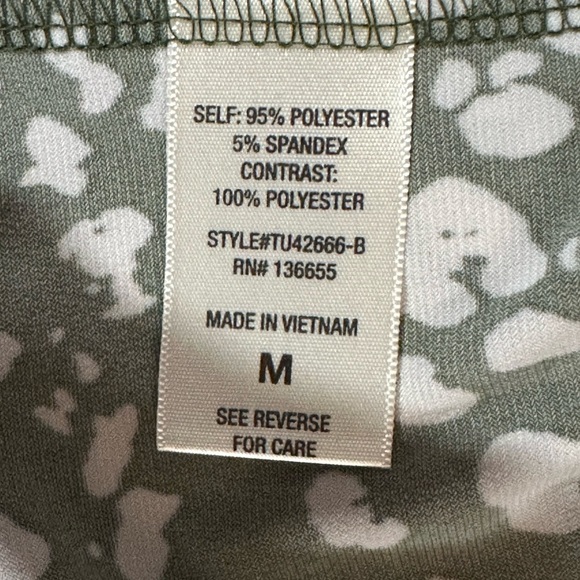 SELF: 95% POLYESTER
5% SPANDEX
CONTRAST:
100% POLYESTER
STYLE#TU42666-B
RN# 136655
MADE IN VIETNAM
M
SEE REVERSE
FOR CARE